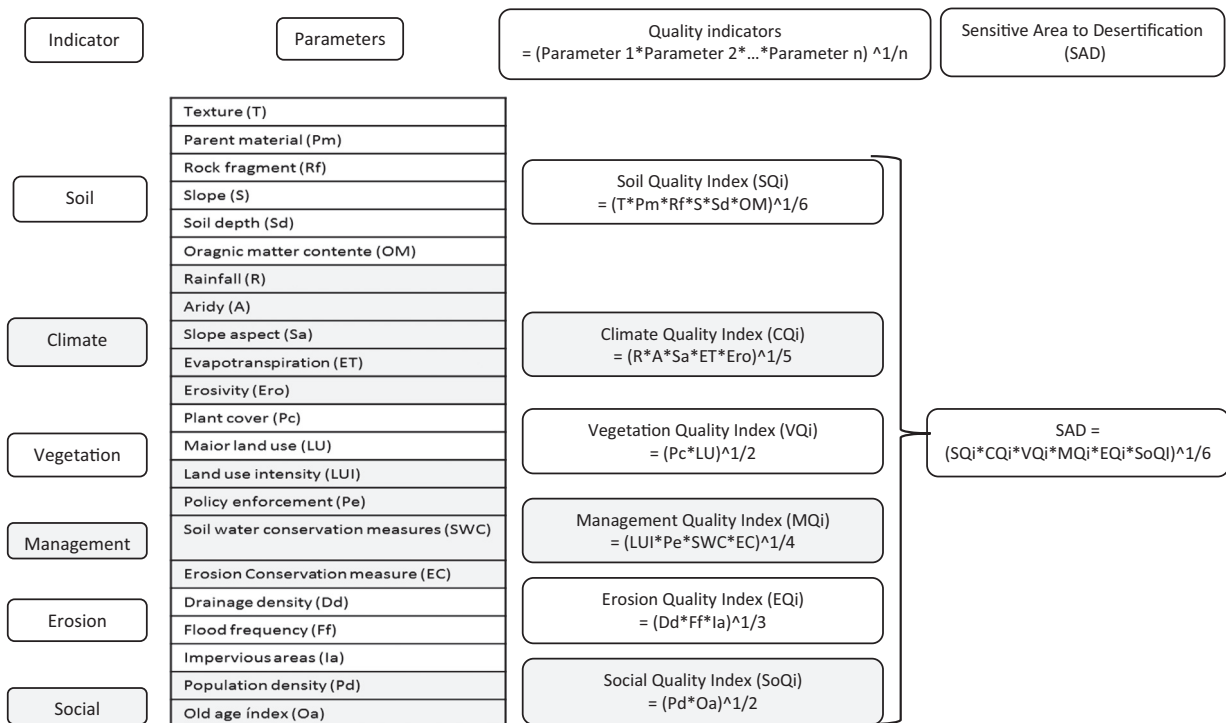 Indicator
Parameters
Quality indicators
= (Parameter 1*Parameter 2*...*Parameter n) ^1/n
Sensitive Area to Desertification
(SAD)
Soil
Texture (T)
Parent material (Pm)
Rock fragment (Rf)
Slope (S)
Soil depth (Sd)
Oragnic matter contente (OM)
Soil Quality Index (SQi)
= (T*Pm*Rf*S*Sd*OM)^1/6
Climate
Rainfall (R)
Aridy (A)
Slope aspect (Sa)
Evapotranspiration (ET)
Erosivity (Ero)
Climate Quality Index (CQi)
= (R*A*Sa*ET*Ero)^1/5
Vegetation
Plant cover (Pc)
Maior land use (LU)
Vegetation Quality Index (VQi)
= (Pc*LU)^1/2
Management
Land use intensity (LUI)
Policy enforcement (Pe)
Soil water conservation measures (SWC)
Erosion Conservation measure (EC)
Management Quality Index (MQi)
= (LUI*Pe*SWC*EC)^1/4
Erosion
Drainage density (Dd)
Flood frequency (Ff)
Impervious areas (Ia)
Erosion Quality Index (EQi)
= (Dd*Ff*Ia)^1/3
Social
Population density (Pd)
Old age índex (Oa)
Social Quality Index (SoQi)
= (Pd*Oa)^1/2
SAD =
(SQi*CQi*VQi*MQi*EQi*SoQI)^1/6